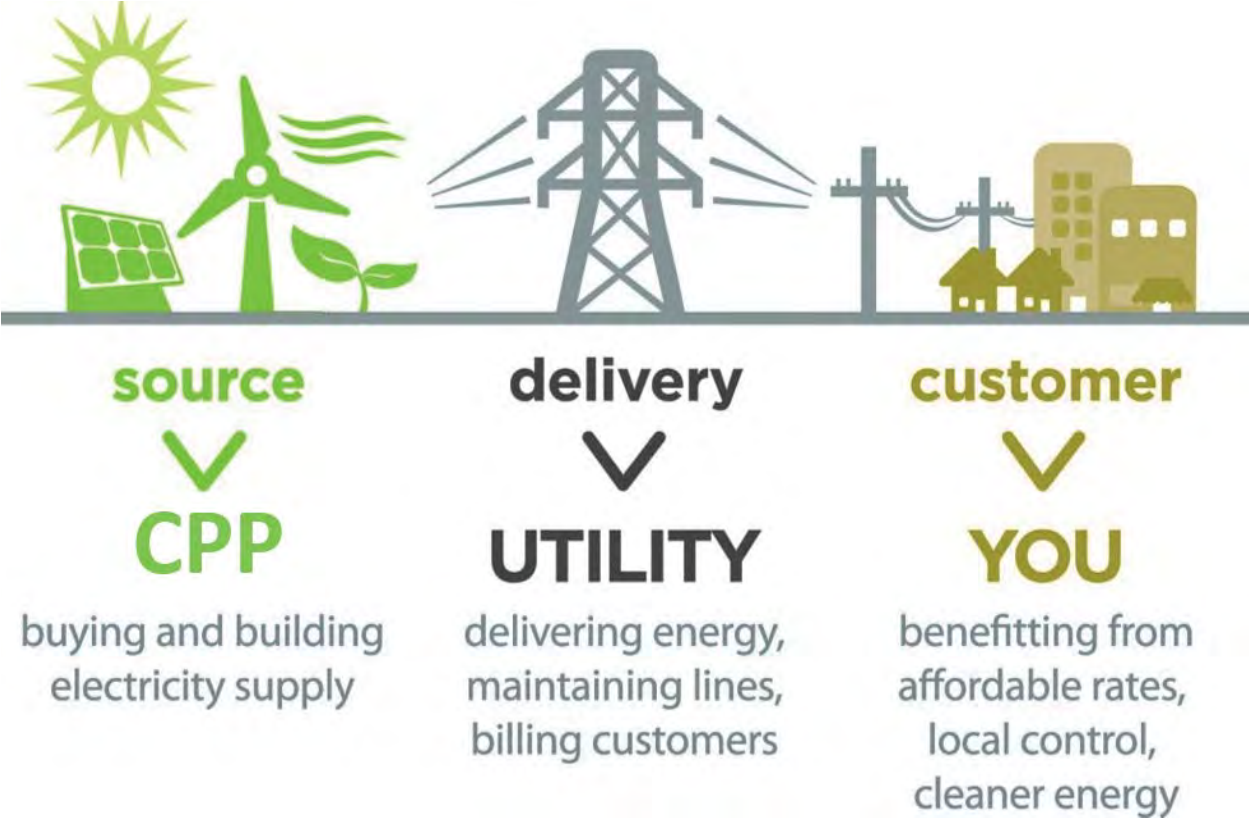 source
CPP
buying and building
electricity supply
delivery
UTILITY
delivering energy,
maintaining lines,
billing customers
customer
YOU
benefitting from
affordable rates,
local control,
cleaner energy